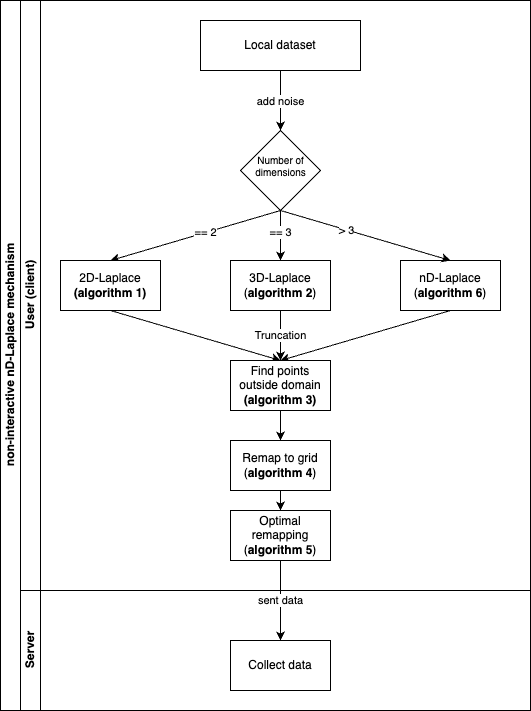 non-interactive nD-Laplace mechanism
User (client)
Local dataset
add noise
Number of
dimensions
== 2
== 3
> 3
2D-Laplace
(algorithm 1)
3D-Laplace
(algorithm 2)
nD-Laplace
(algorithm 6)
Truncation
Find points
outside domain
(algorithm 3)
Remap to grid
(algorithm 4)
Optimal
remapping
(algorithm 5)
sent data
Server
Collect data